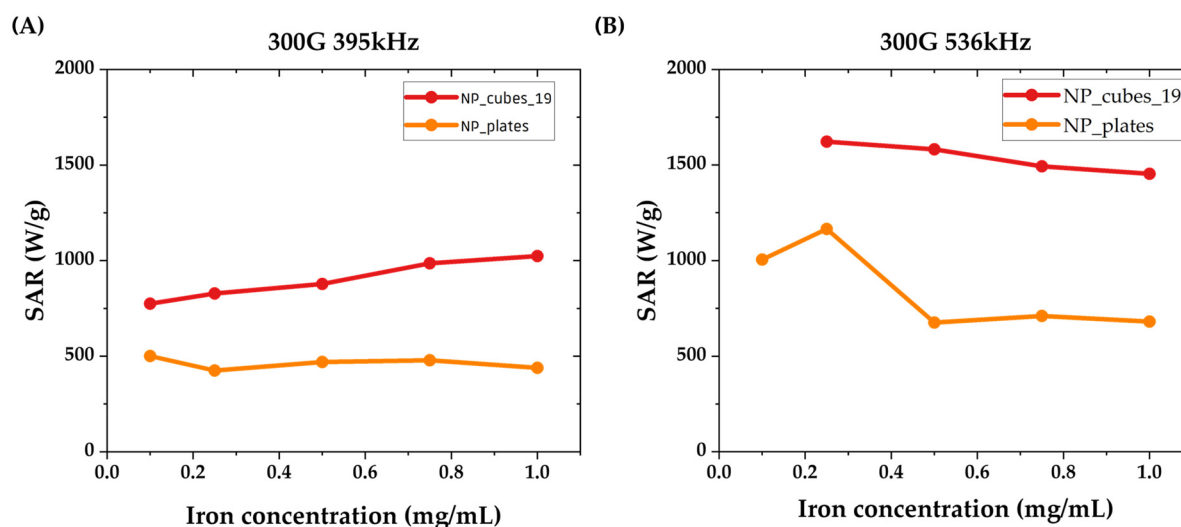 (A)
300G 395kHz
2000
1500
1000
500
0
SAR (W/g)
NP_cubes_19
NP_plates
0.0 0.2 0.4 0.6 0.8 1.0
Iron concentration (mg/mL)
(B)
300G 536kHz
2000
1500
1000
500
0
SAR (W/g)
NP_cubes_19
NP_plates
0.0 0.2 0.4 0.6 0.8 1.0
Iron concentration (mg/mL)